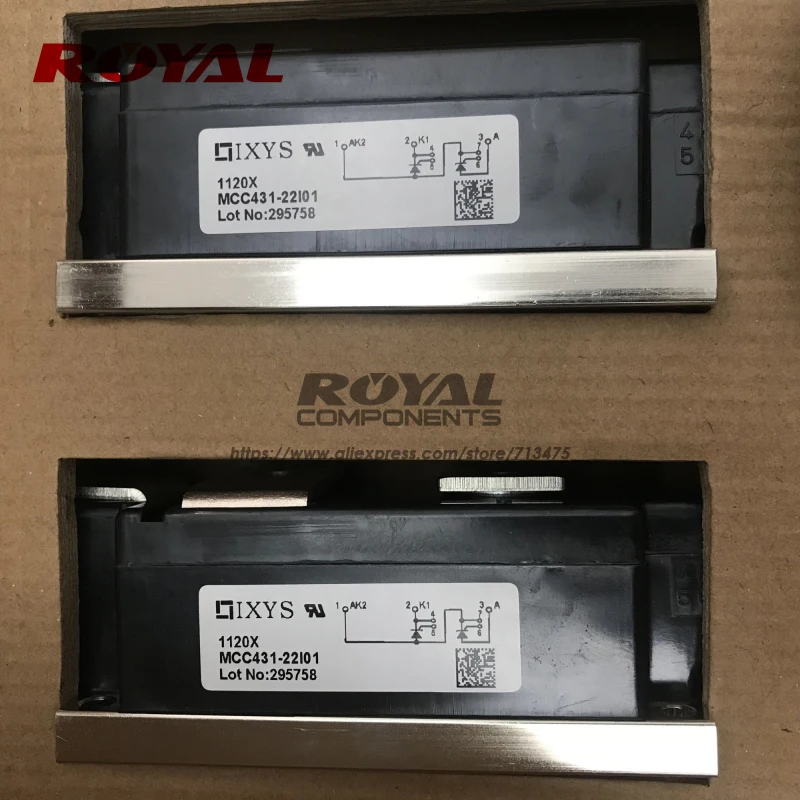 ROYAL
IXYS
1 AK2 2 K1 3 A
4 5 7 6
1120X
MCC431-22I01
Lot No:295758
4
5
ROYAL
COMPONENTS
https://www.aliexpress.com/store/713475
IXYS
1 AK2 2 K1 3 A
4 5 7 6
1120X
MCC431-22I01
Lot No:295758